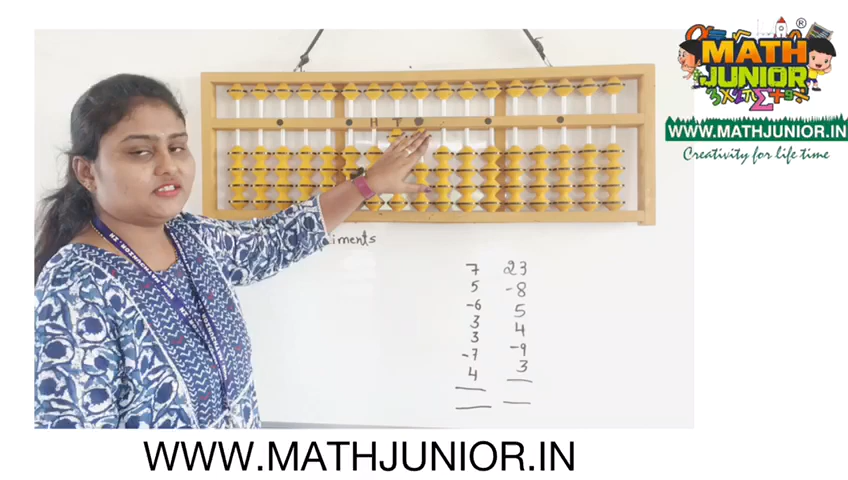 MATH
JUNIOR
WWW.MATHJUNIOR.IN
Creativity for life time
H T
iments
7 23
5 -8
-6 5
3 4
3 -9
-7 3
4
WWW.MATHJUNIOR.IN